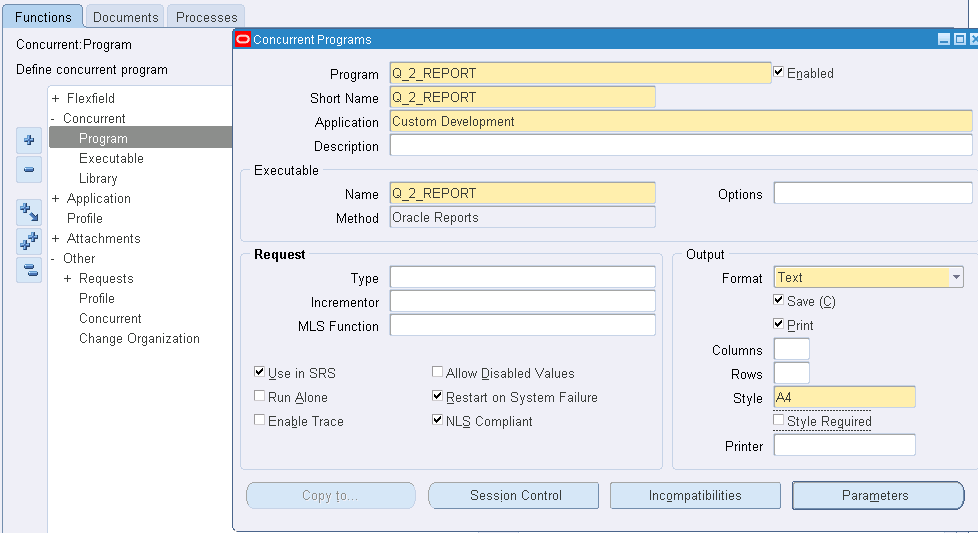 Functions Documents Processes
Concurrent:Program
Define concurrent program
+ Flexfield
- Concurrent
Program
Executable
Library
+ Application
Profile
+ Attachments
- Other
+ Requests
Profile
Concurrent
Change Organization
Concurrent Programs
Program Q_2_REPORT Enabled
Short Name Q_2_REPORT
Application Custom Development
Description
Executable
Name Q_2_REPORT Options
Method Oracle Reports
Request
Type
Incrementor
MLS Function
Use in SRS Allow Disabled Values
Run Alone Restart on System Failure
Enable Trace NLS Compliant
Output
Format Text
Save (C)
Print
Columns
Rows
Style A4
Style Required
Printer
Copy to... Session Control Incompatibilities Parameters